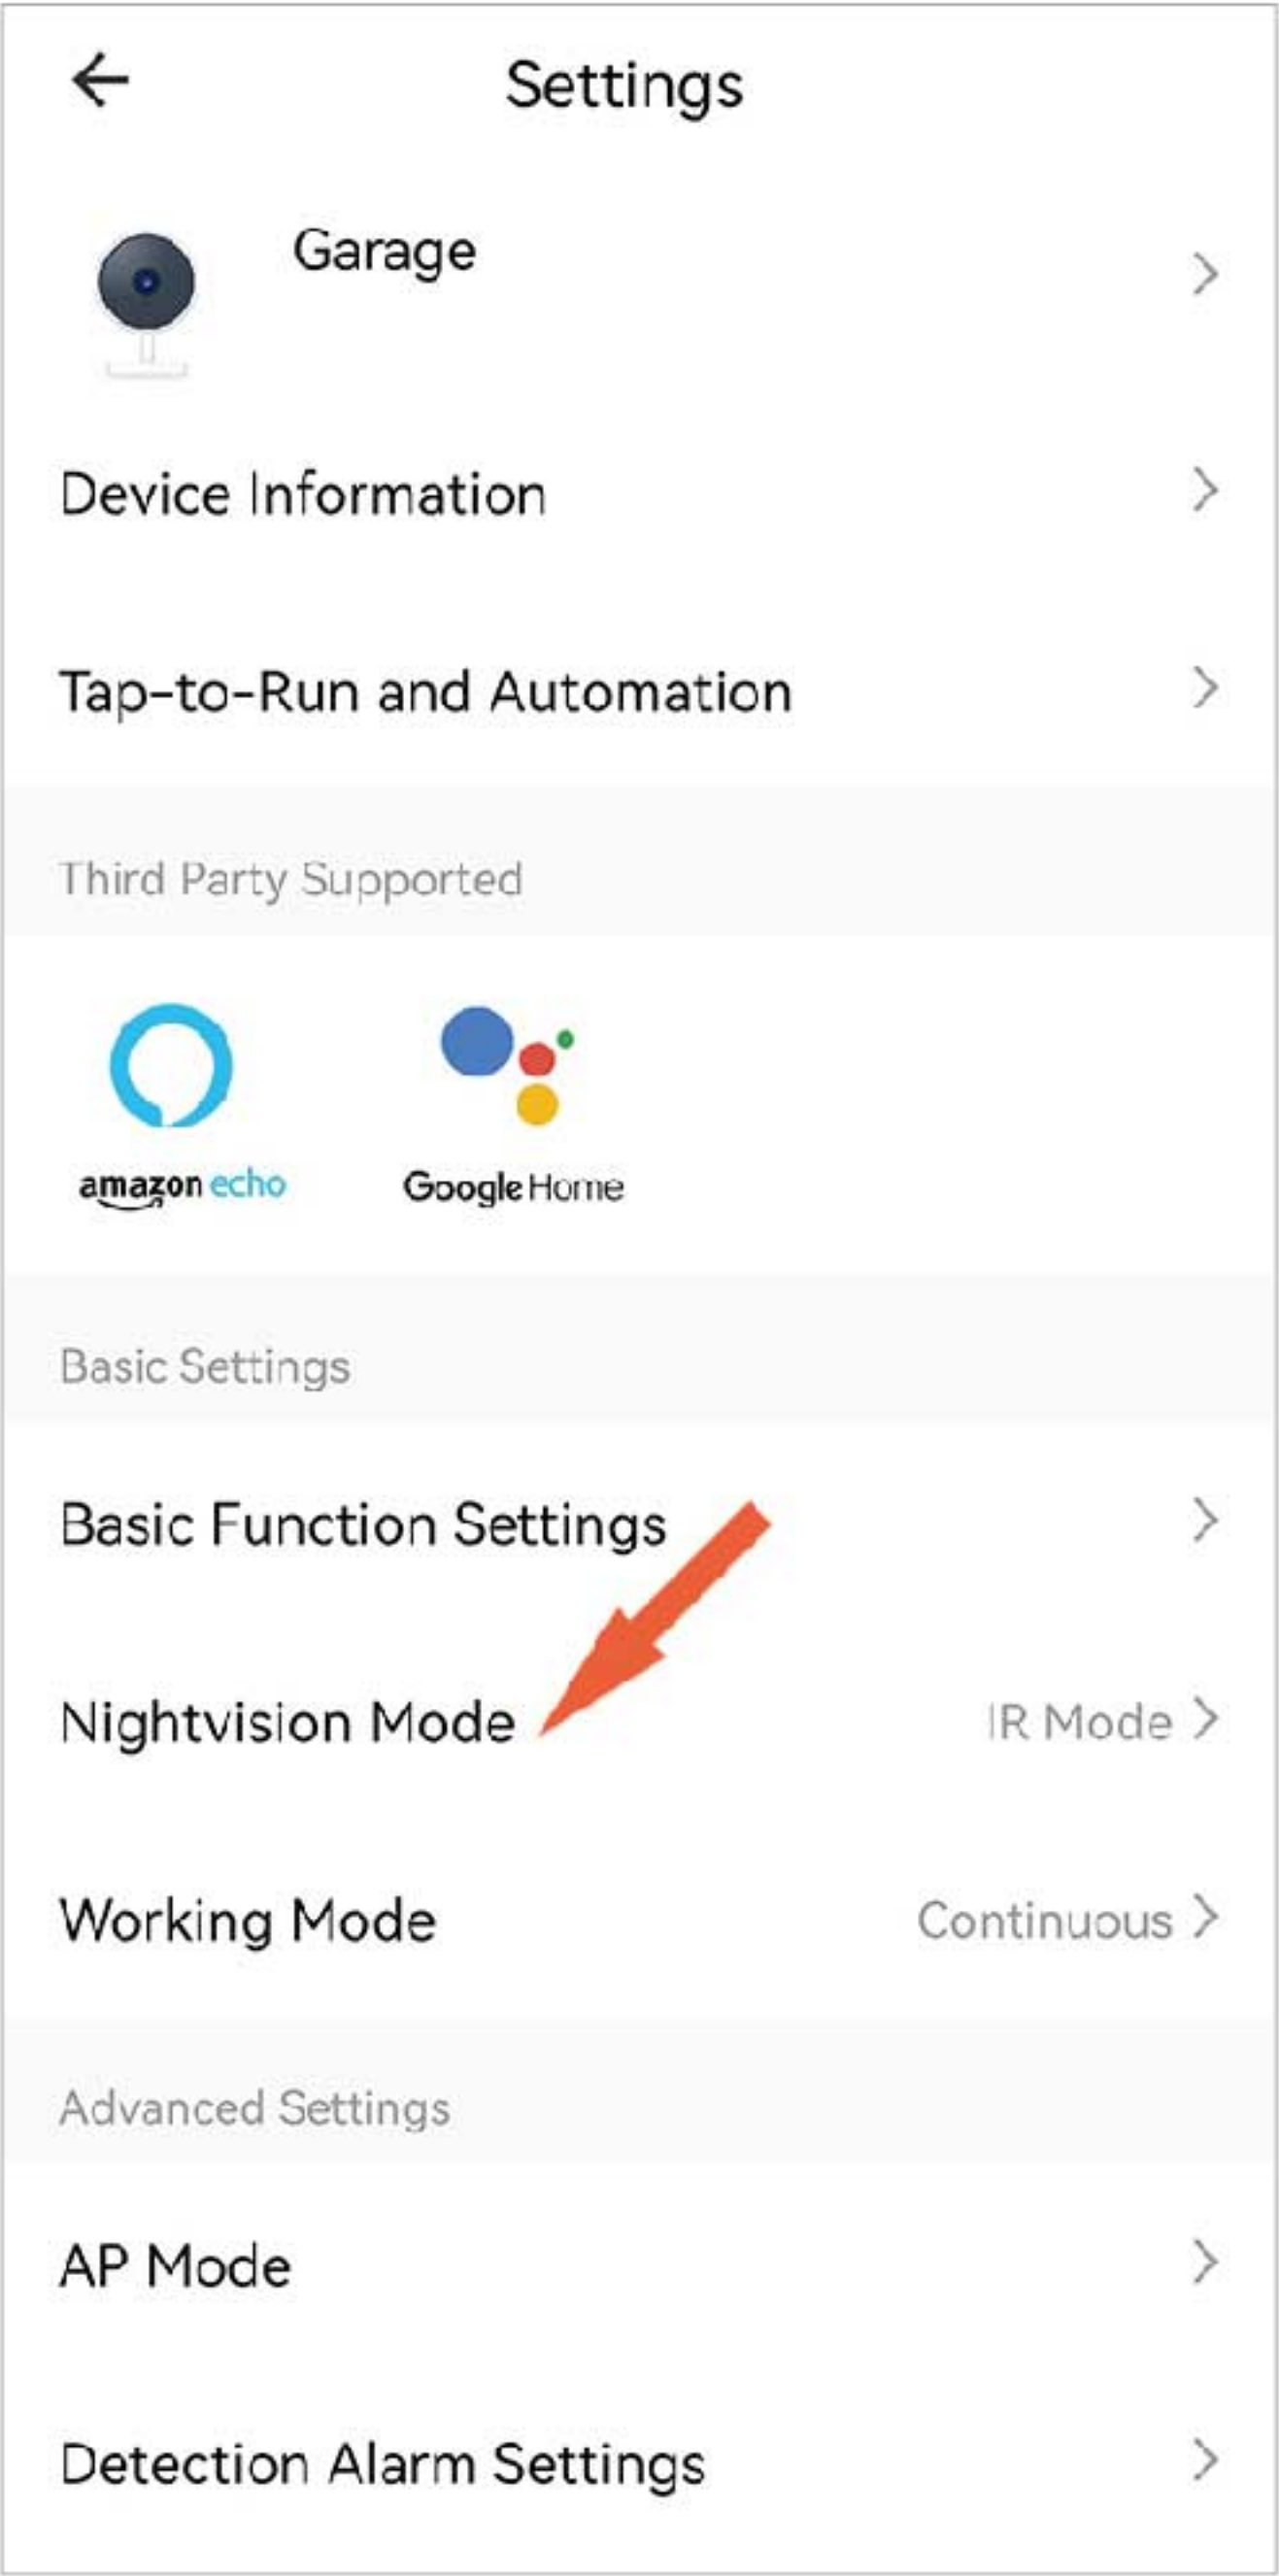 Settings
Garage
Device Information
Tap-to-Run and Automation
Third Party Supported
amazon echo
Google Home
Basic Settings
Basic Function Settings
Nightvision Mode IR Mode
Working Mode Continuous
Advanced Settings
AP Mode
Detection Alarm Settings